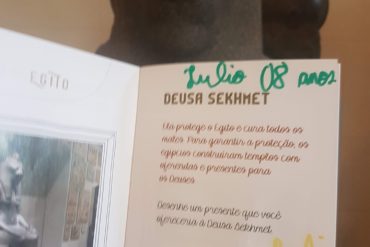 EGITO
Julio 08 anos
DEUSA SEKHMET
Ela protege o Egito e cura todos os
males. Para garantir a proteção, os
egípcios construíram templos com
oferendas e presentes para
os Deuses
Desenhe um presente que você
ofereceria à Deusa Sekhmet